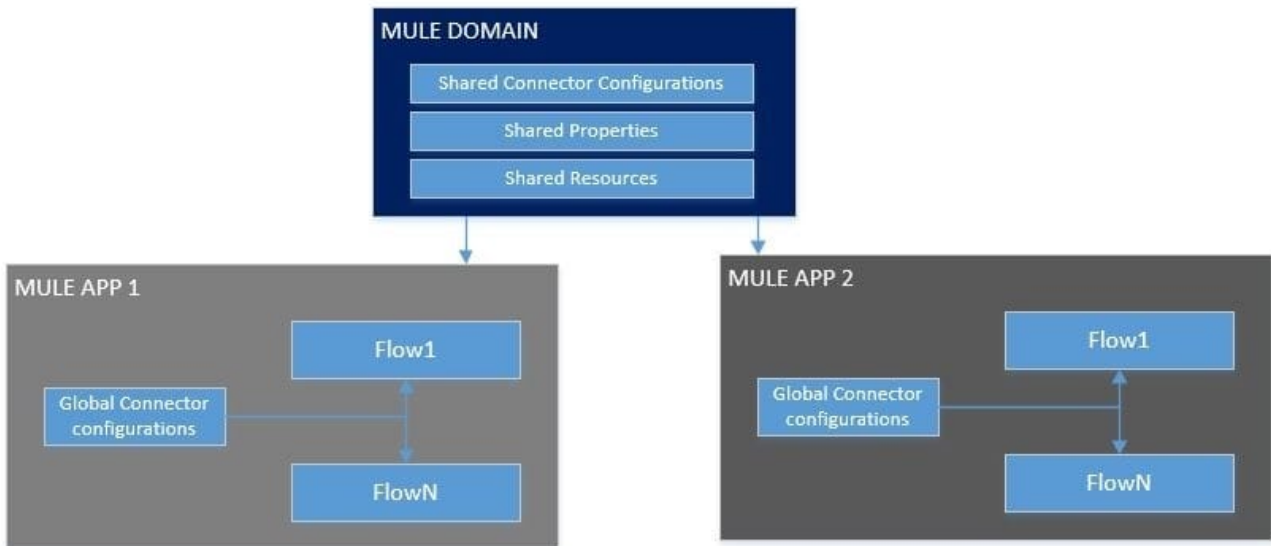 MULE DOMAIN
Shared Connector Configurations
Shared Properties
Shared Resources
MULE APP 1
Flow1
Global Connector
configurations
FlowN
MULE APP 2
Flow1
Global Connector
configurations
FlowN